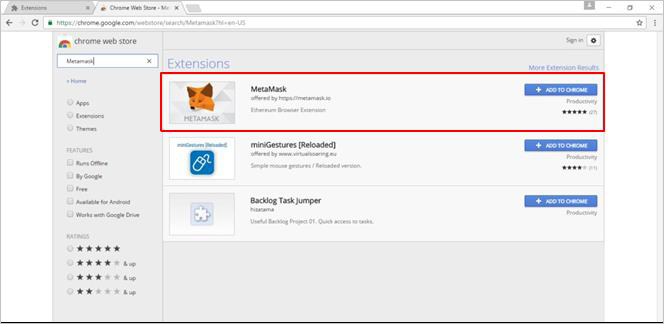 Extensions
Chrome Web Store - Met
https://chrome.google.com/webstore/search/Metamask?hl=en-US
chrome web store
Sign in
Metamask
Extensions
More Extension Results
« Home
Apps
Extensions
Themes
FEATURES
Runs Offline
By Google
Free
Available for Android
Works with Google Drive
RATINGS
& up
& up
& up
METAMASK
MetaMask
offered by https://metamask.io
Ethereum Browser Extension
+ ADD TO CHROME
Productivity
(27)
miniGestures [Reloaded]
miniGestures [Reloaded]
offered by www.virtualsoaring.eu
Simple mouse gestures / Reloaded version.
+ ADD TO CHROME
Productivity
(11)
Backlog Task Jumper
hizatama
Useful Backlog Project 01. Quick access to tasks.
+ ADD TO CHROME
Productivity